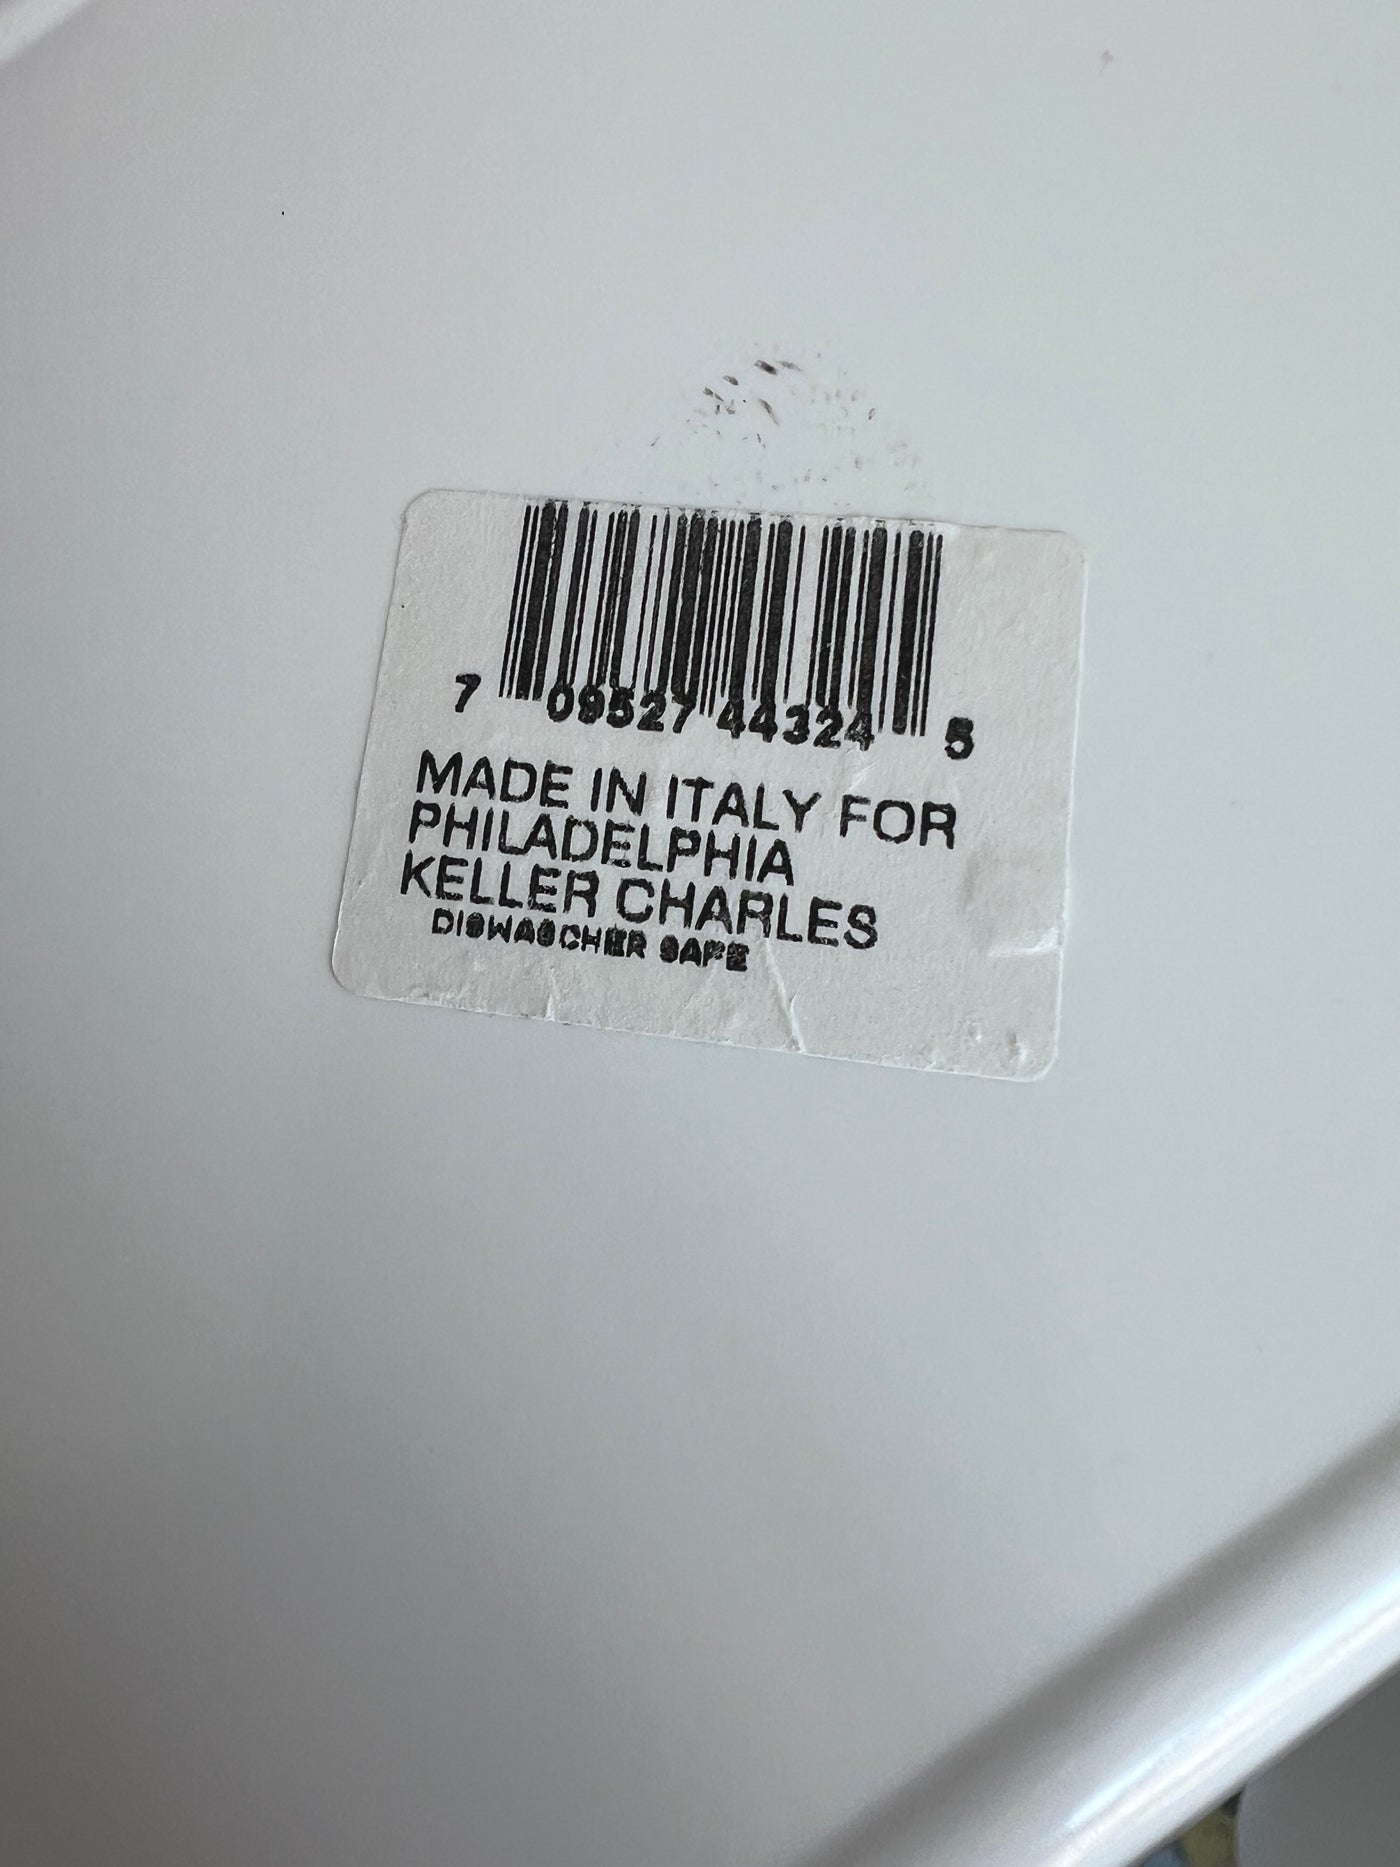 7 09527 44324 5
MADE IN ITALY FOR
PHILADELPHIA
KELLER CHARLES
DISWASCHER SAFE